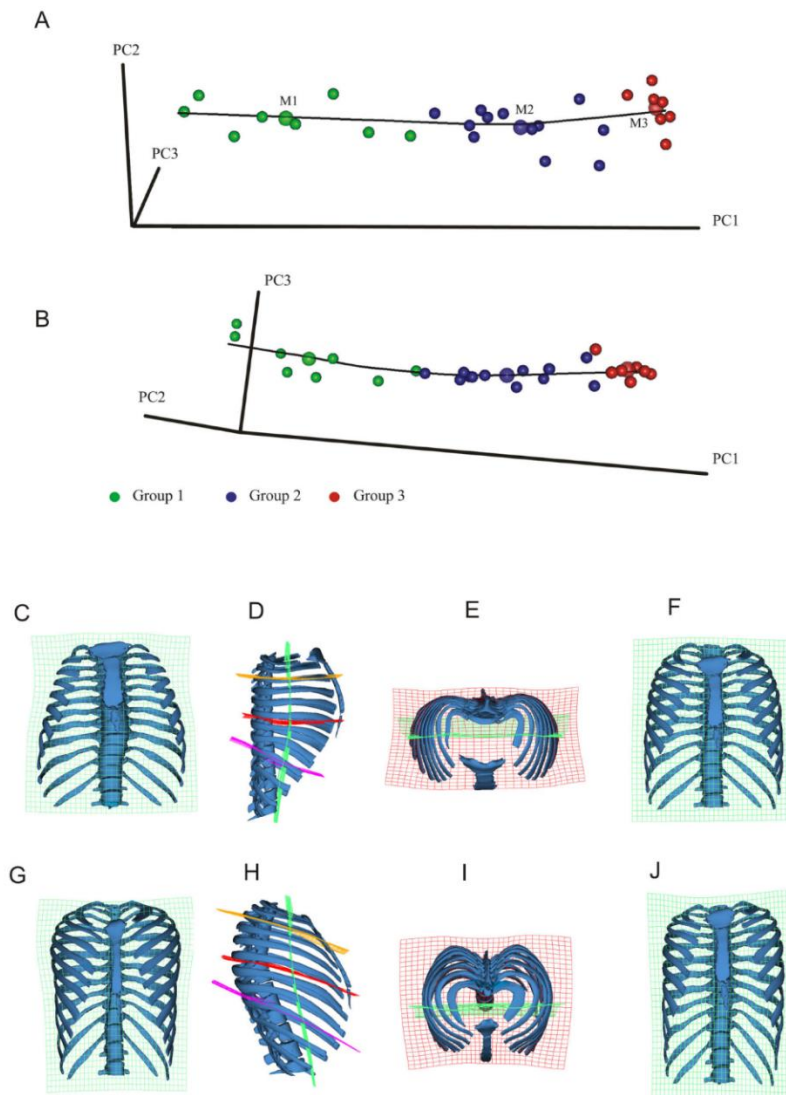 A
PC2
M1
M2
M3
PC3
PC1
B
PC3
PC2
PC1
Group 1 Group 2 Group 3
C D E F
G H I J